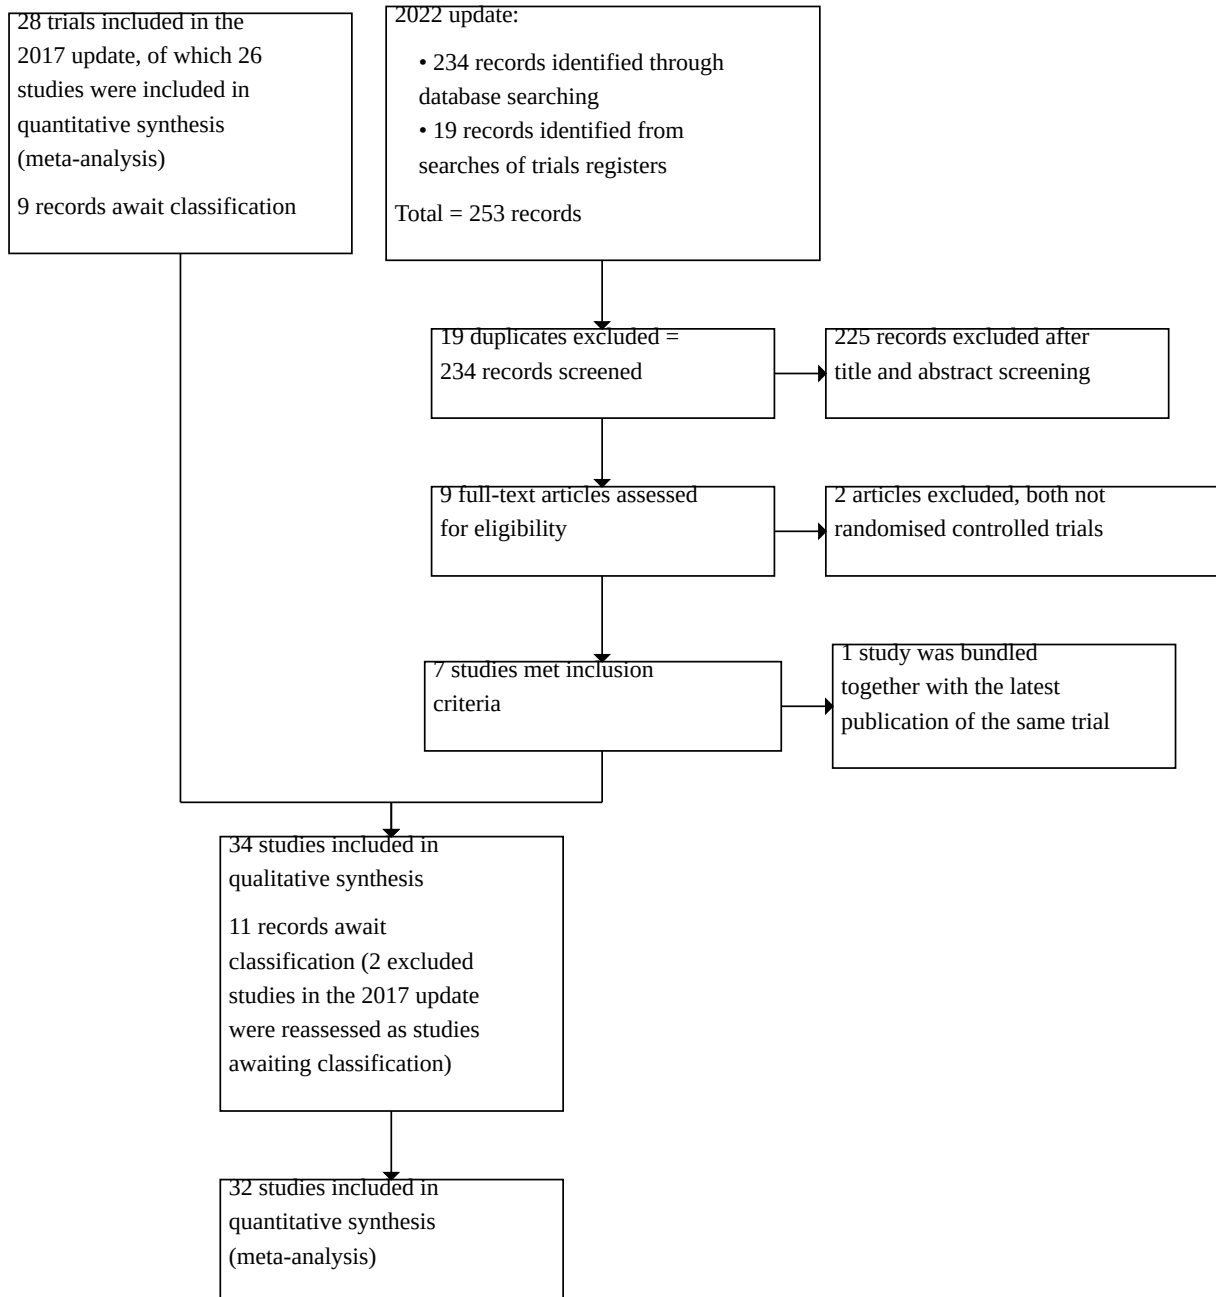 28 trials included in the
2017 update, of which 26
studies were included in
quantitative synthesis
(meta-analysis)
9 records await classification
2022 update:
• 234 records identified through
database searching
• 19 records identified from
searches of trials registers
Total = 253 records
19 duplicates excluded =
234 records screened
225 records excluded after
title and abstract screening
9 full-text articles assessed
for eligibility
2 articles excluded, both not
randomised controlled trials
7 studies met inclusion
criteria
1 study was bundled
together with the latest
publication of the same trial
34 studies included in
qualitative synthesis
11 records await
classification (2 excluded
studies in the 2017 update
were reassessed as studies
awaiting classification)
32 studies included in
quantitative synthesis
(meta-analysis)